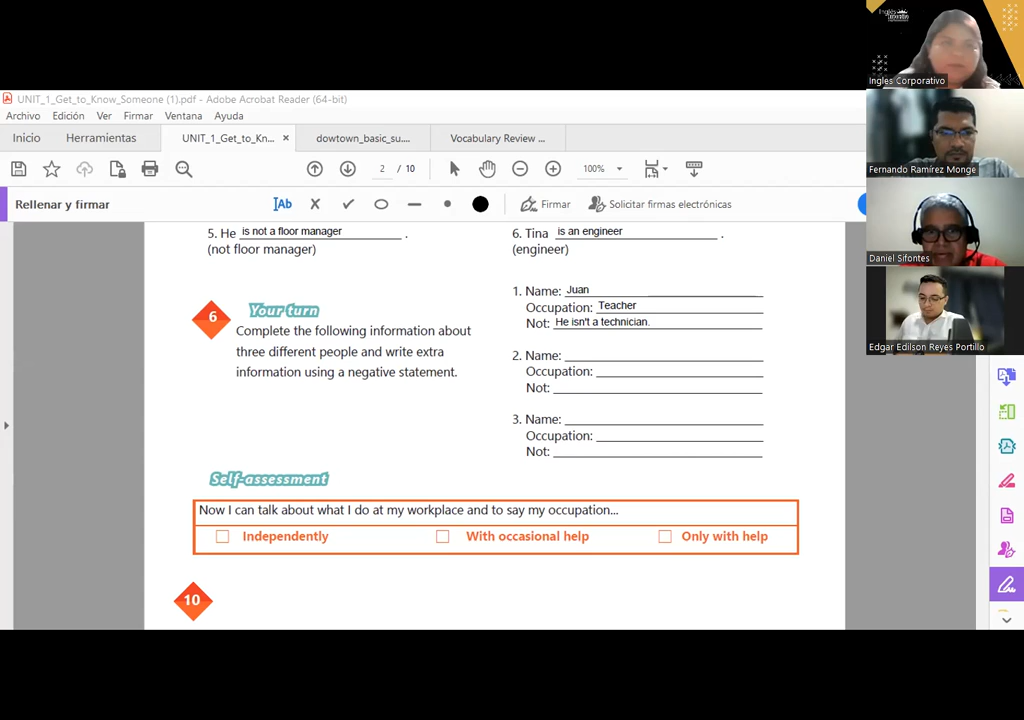 Inglés
Corporativo
Ingles Corporativo
UNIT_1_Get_to_Know_Someone (1).pdf - Adobe Acrobat Reader (64-bit)
Archivo Edición Ver Firmar Ventana Ayuda
Inicio Herramientas UNIT_1_Get_to_Kn... × dowtown_basic_su... Vocabulary Review ...
2 / 10 100%
Fernando Ramírez Monge
Rellenar y firmar Ab Firmar Solicitar firmas electrónicas
5. He is not a floor manager .
(not floor manager)
6. Tina is an engineer .
(engineer)
Daniel Sifontes
6 Your turn
Complete the following information about
three different people and write extra
information using a negative statement.
1. Name: Juan
Occupation: Teacher
Not: He isn't a technician.
2. Name:
Occupation:
Not:
3. Name:
Occupation:
Not:
Edgar Edilson Reyes Portillo
Self-assessment
Now I can talk about what I do at my workplace and to say my occupation...
Independently With occasional help Only with help
10